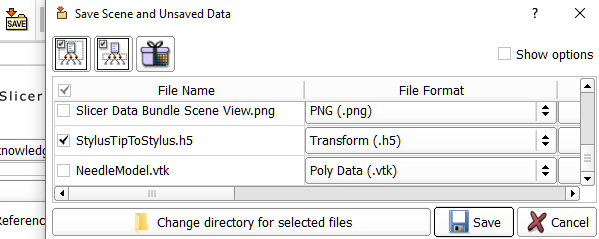 Save Scene and Unsaved Data
?
SAVE
Show options
File Name
File Format
Slicer
Slicer Data Bundle Scene View.png
PNG (.png)
StylusTipToStylus.h5
Transform (.h5)
knowledg
NeedleModel.vtk
Poly Data (.vtk)
Referenc
Change directory for selected files
Save
Cancel